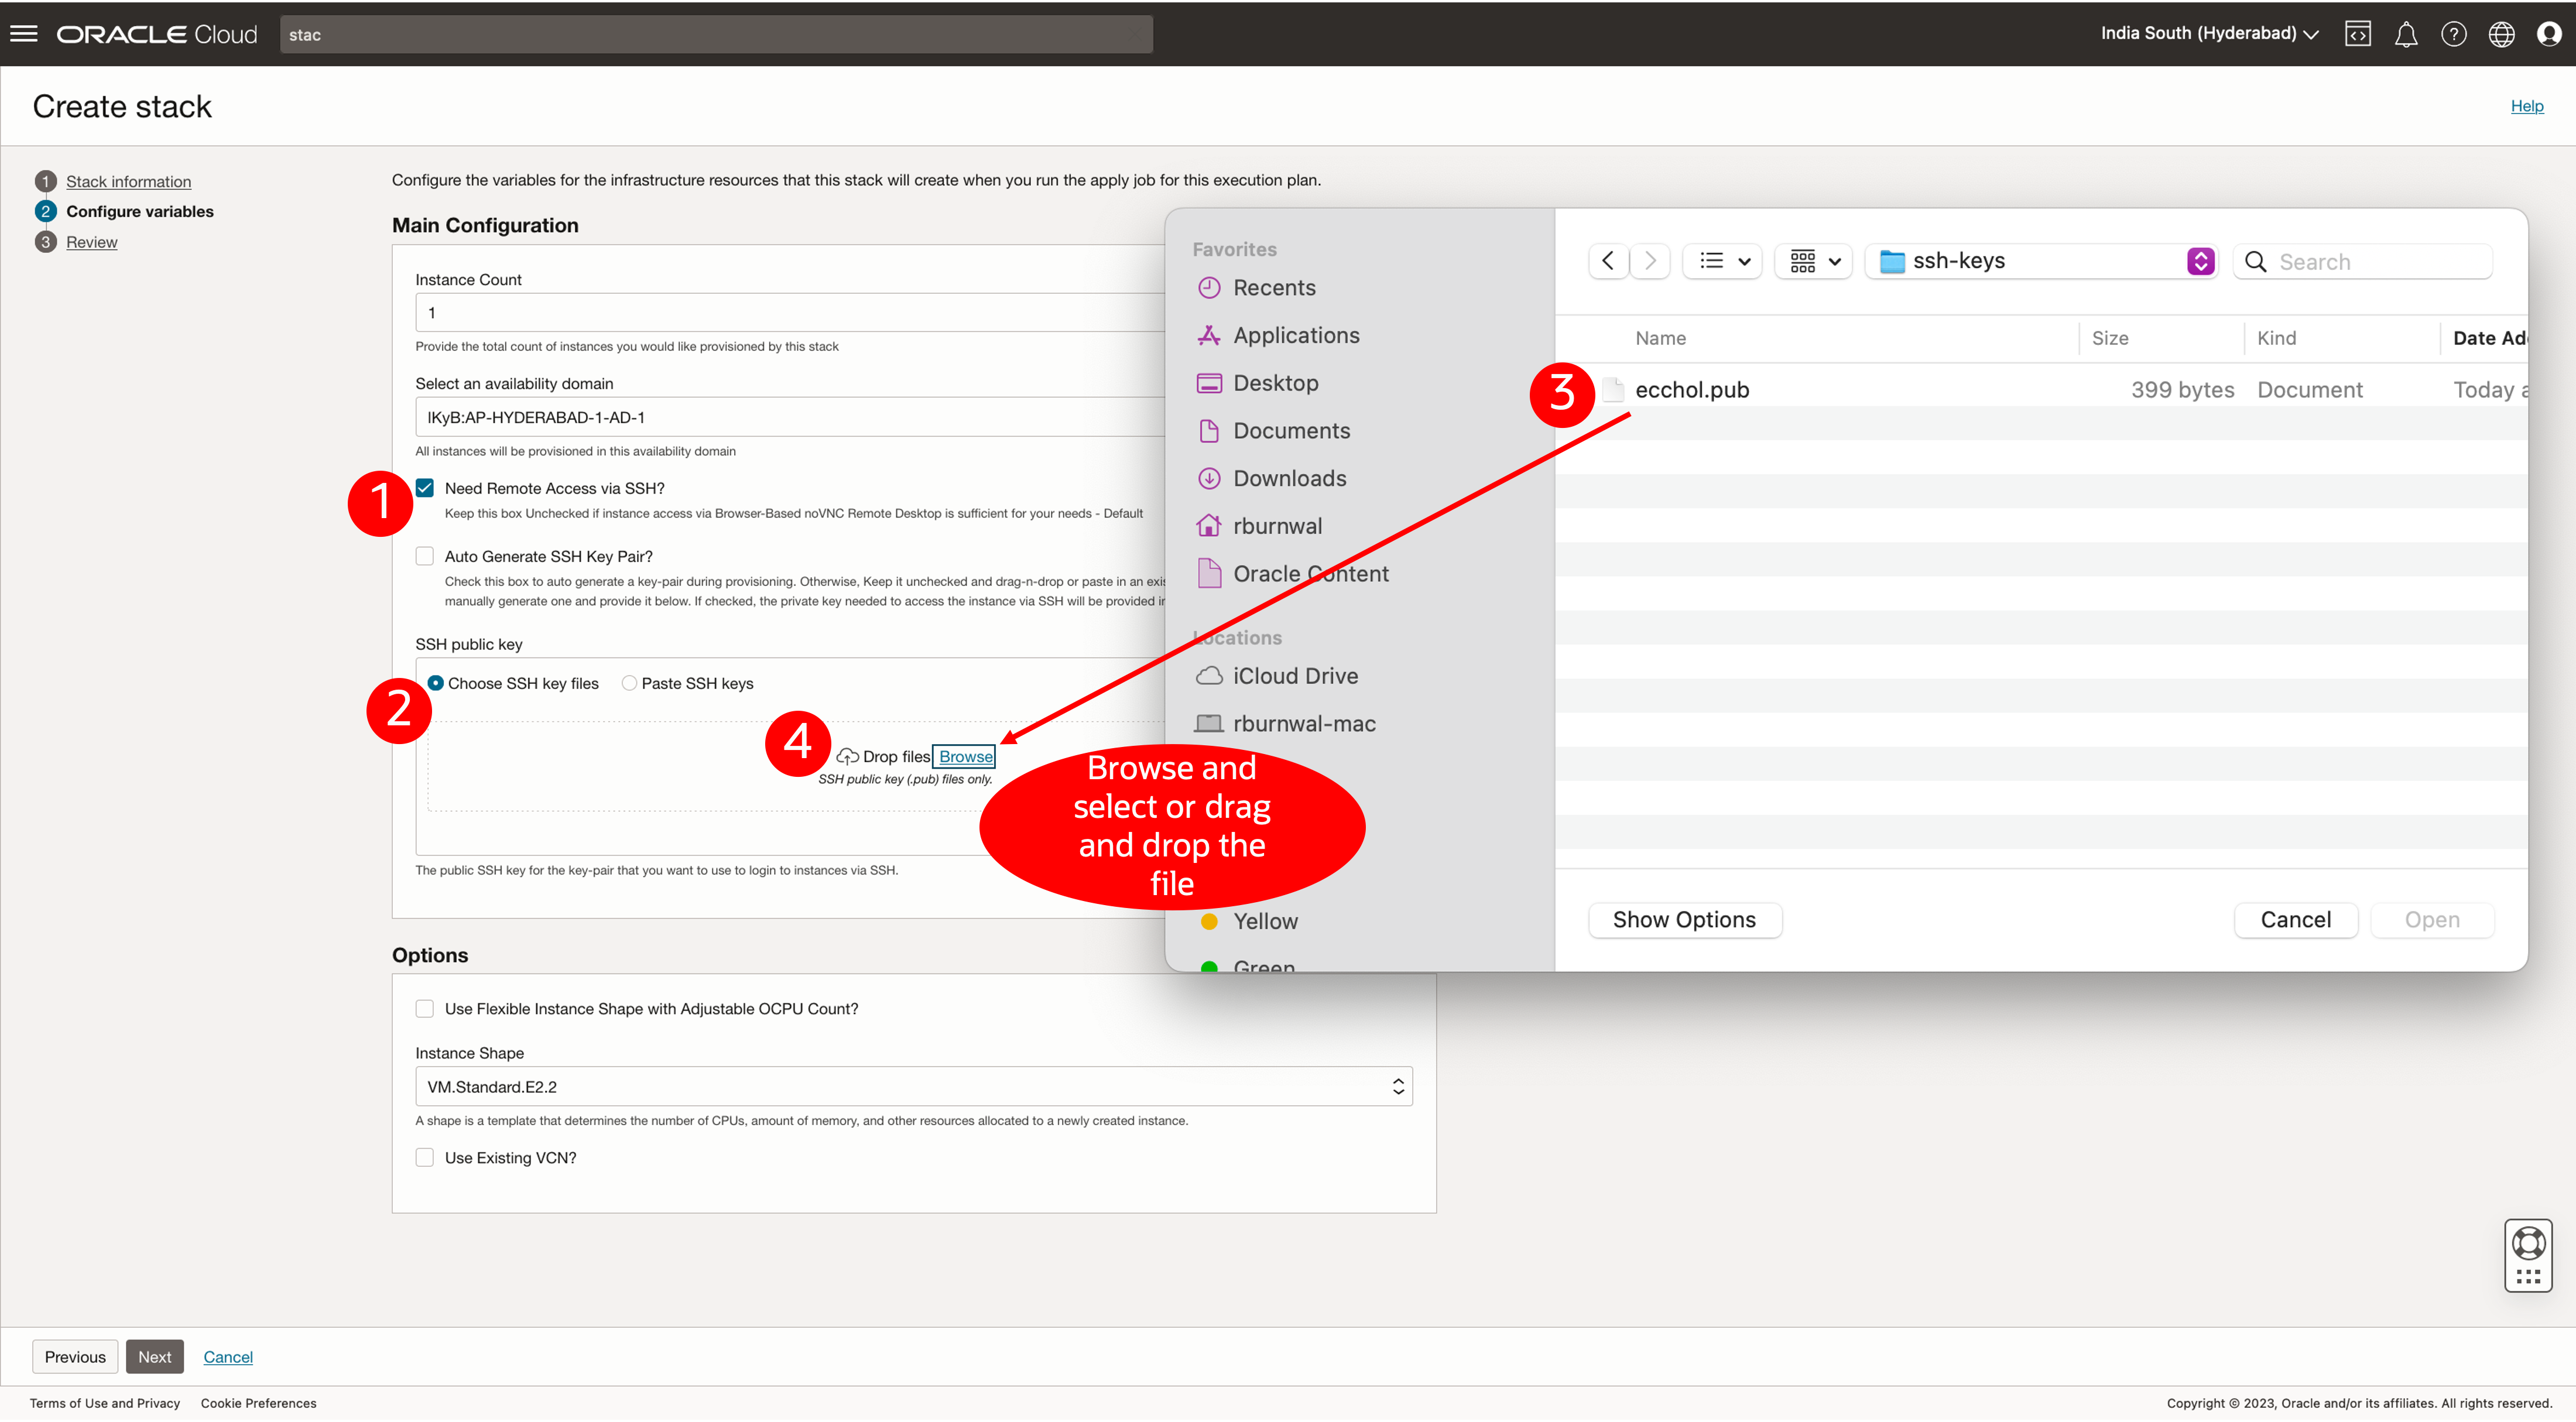 ORACLE Cloud
stac
India South (Hyderabad)
Create stack
Help
1 Stack information
2 Configure variables
3 Review
Configure the variables for the infrastructure resources that this stack will create when you run the apply job for this execution plan.
Main Configuration
Instance Count
1
Provide the total count of instances you would like provisioned by this stack
Select an availability domain
lKyB:AP-HYDERABAD-1-AD-1
All instances will be provisioned in this availability domain
1
Need Remote Access via SSH?
Keep this box Unchecked if instance access via Browser-Based noVNC Remote Desktop is sufficient for your needs - Default
Auto Generate SSH Key Pair?
Check this box to auto generate a key-pair during provisioning. Otherwise, Keep it unchecked and drag-n-drop or paste in an
manually generate one and provide it below. If checked, the private key needed to access the instance via SSH will be provided
SSH public key
2
Choose SSH key files Paste SSH keys
4
Drop files Browse
SSH public key (.pub) files only.
The public SSH key for the key-pair that you want to use to login to instances via SSH.
Browse and
select or drag
and drop the
file
Favorites
Recents
Applications
Desktop
Documents
Downloads
rburnwal
Oracle Content
Locations
iCloud Drive
rburnwal-mac
Yellow
Green
ssh-keys
Search
Name Size Kind Date Ad
3
ecchol.pub 399 bytes Document Today
Show Options Cancel Open
Options
Use Flexible Instance Shape with Adjustable OCPU Count?
Instance Shape
VM.Standard.E2.2
A shape is a template that determines the number of CPUs, amount of memory, and other resources allocated to a newly created instance.
Use Existing VCN?
Previous Next Cancel
Terms of Use and Privacy Cookie Preferences
Copyright © 2023, Oracle and/or its affiliates. All rights reserved.